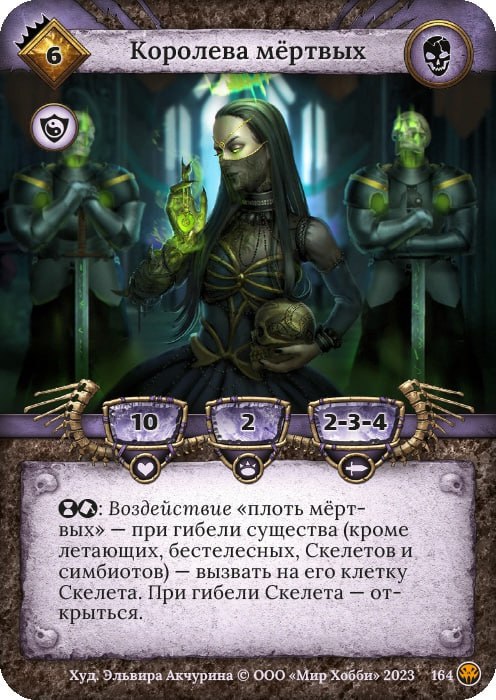 6
Королева мёртвых
10
2
2-3-4
: Воздействие «плоть мёрт-
вых» — при гибели существа (кроме
летающих, бестелесных, Скелетов и
симбиотов) — вызвать на его клетку
Скелета. При гибели Скелета — от-
крыться.
Худ. Эльвира Акчурина © ООО «Мир Хобби» 2023 164